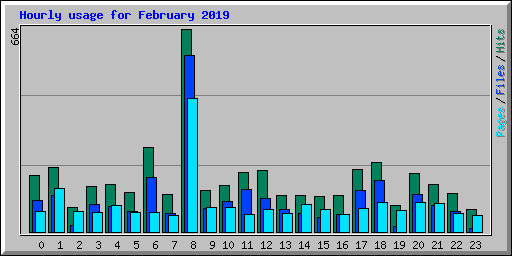 Hourly usage for February 2019
664
Pages / Files / Hits
0 1 2 3 4 5 6 7 8 9 10 11 12 13 14 15 16 17 18 19 20 21 22 23